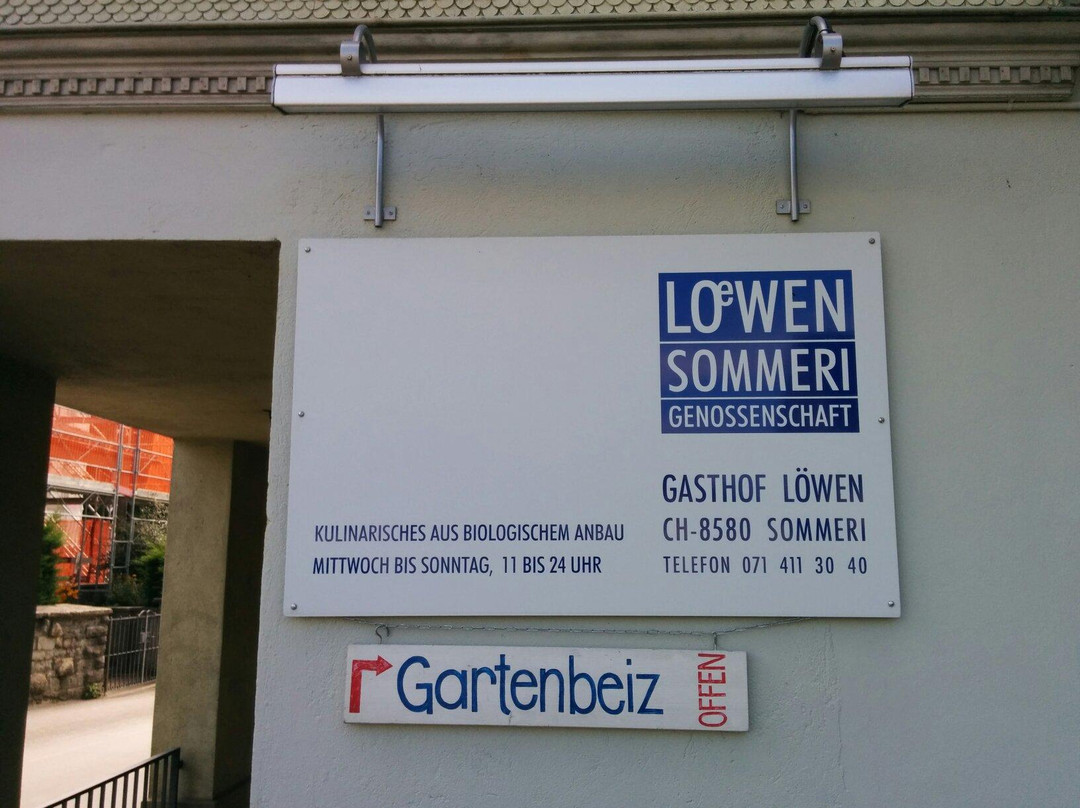 LOeWEN
SOMMERI
GENOSSENSCHAFT
GASTHOF LÖWEN
CH-8580 SOMMERI
TELEFON 071 411 30 40
KULINARISCHES AUS BIOLOGISCHEM ANBAU
MITTWOCH BIS SONNTAG, 11 BIS 24 UHR
Gartenbeiz
OFFEN